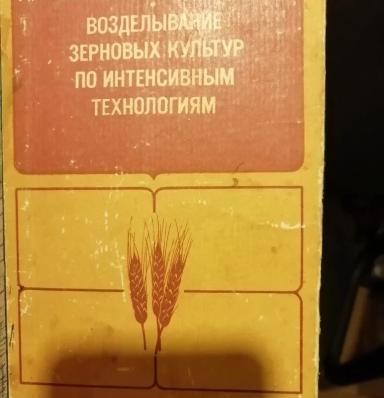 ВОЗДЕЛЫВАНИЕ
ЗЕРНОВЫХ КУЛЬТУР
ПО ИНТЕНСИВНЫМ
ТЕХНОЛОГИЯМ